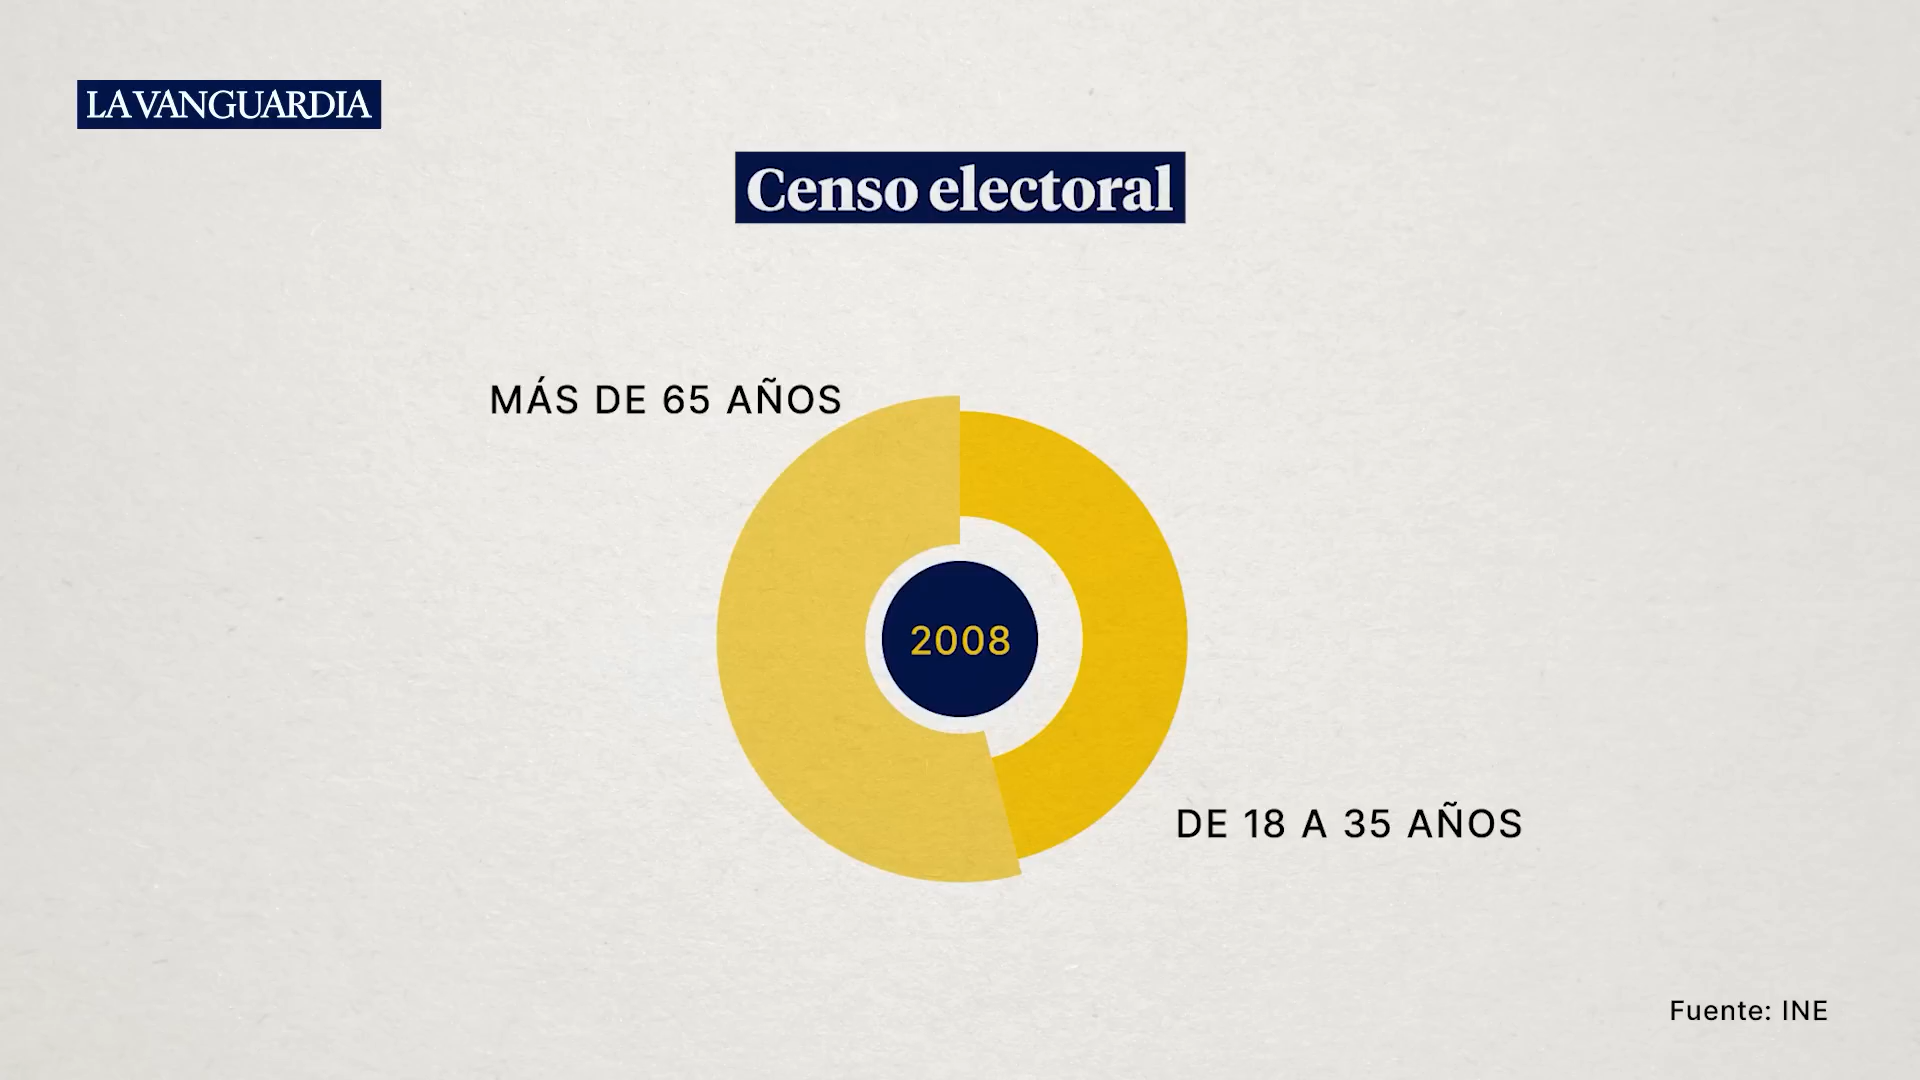 LA VANGUARDIA
Censo electoral
MÁS DE 65 AÑOS
2008
DE 18 A 35 AÑOS
Fuente: INE